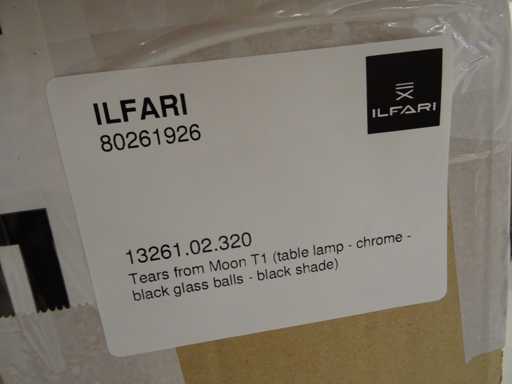 ILFARI
80261926
ILFARI
13261.02.320
Tears from Moon T1 (table lamp - chrome -
black glass balls - black shade)